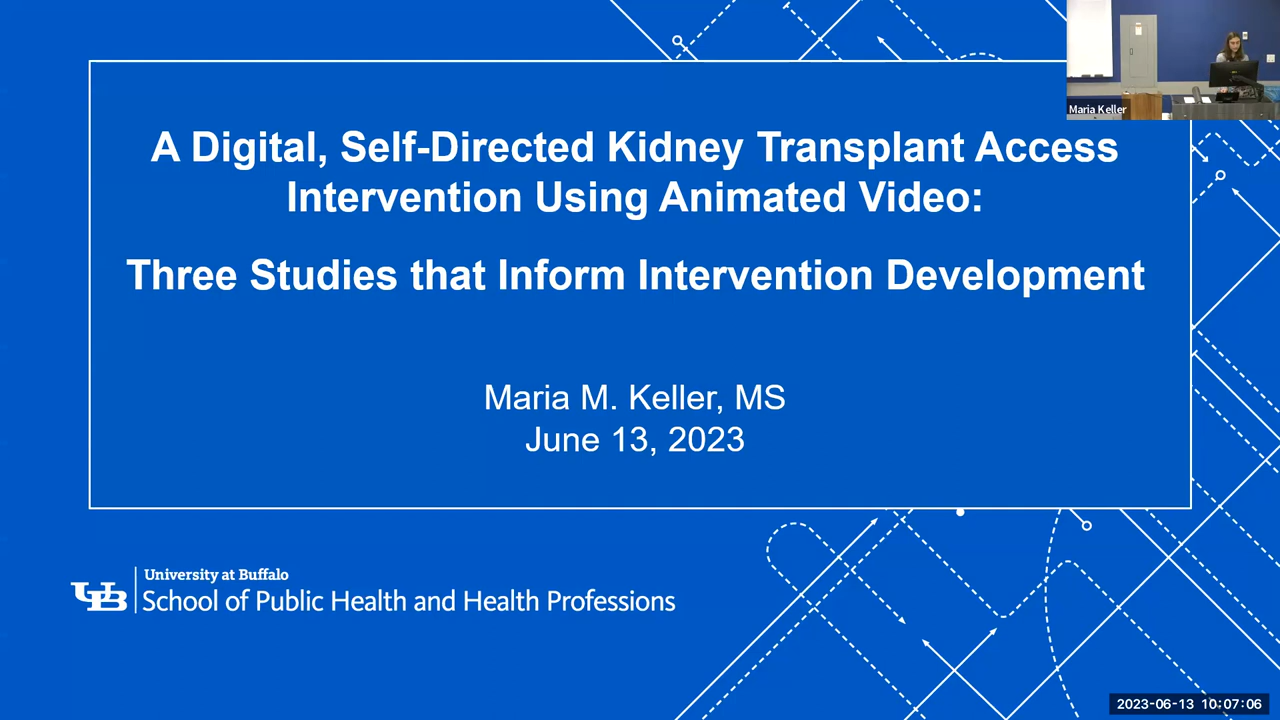 Maria Keller
A Digital, Self-Directed Kidney Transplant Access
Intervention Using Animated Video:
Three Studies that Inform Intervention Development
Maria M. Keller, MS
June 13, 2023
UB
University at Buffalo
School of Public Health and Health Professions
2023-06-13 10:07:06